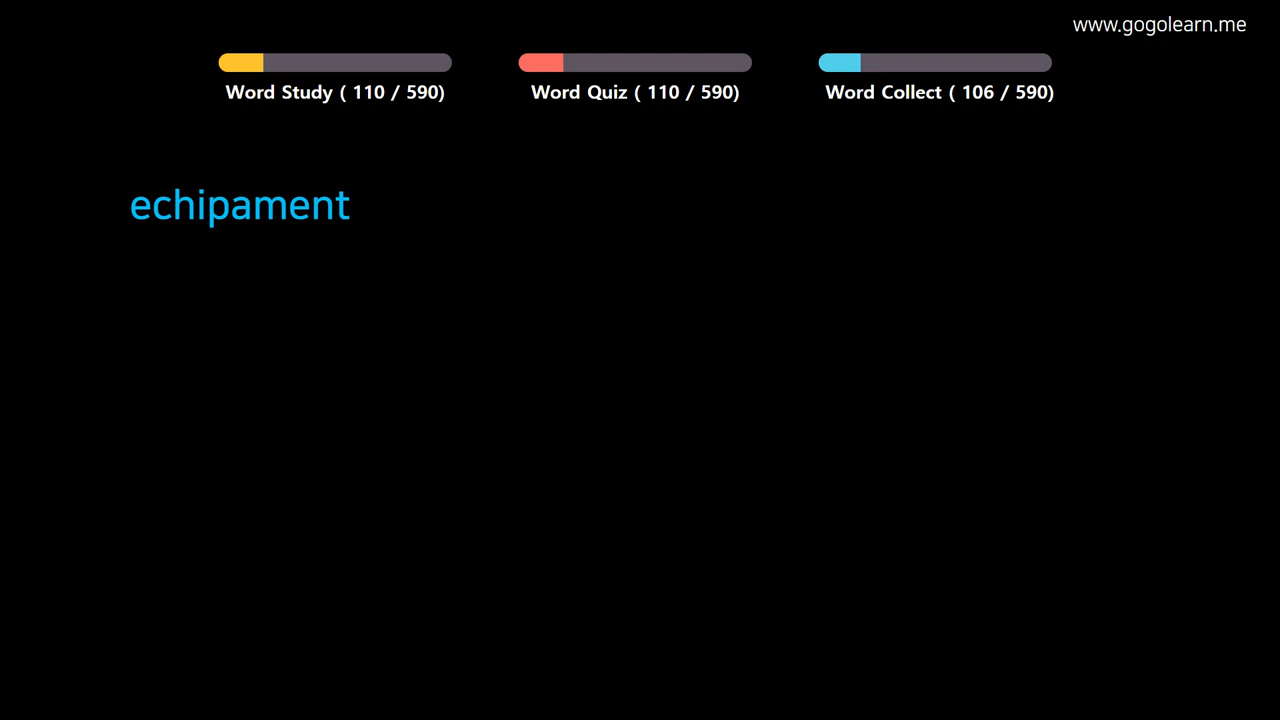 www.gogolearn.me
Word Study ( 110 / 590)
Word Quiz ( 110 / 590)
Word Collect ( 106 / 590)
echipament